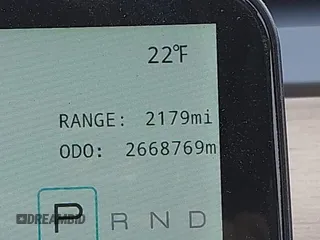 22°F
RANGE: 2179mi
ODO: 2668769m
P R N D
DREAMBID